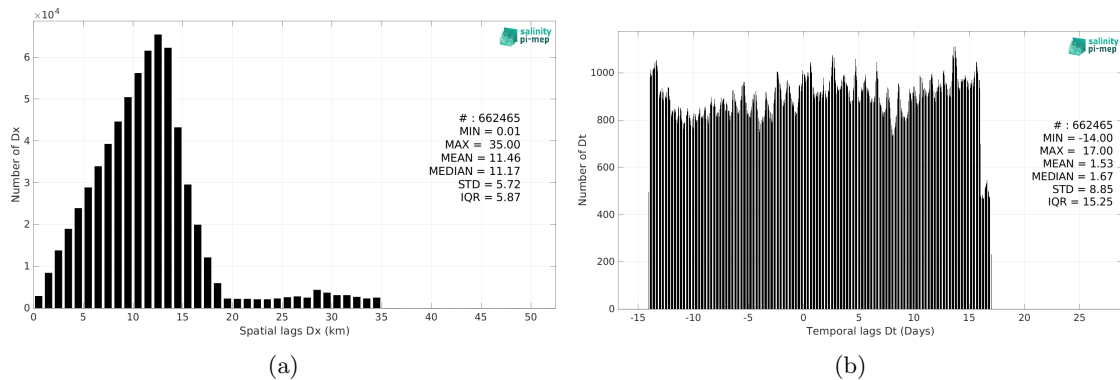 ×10⁴
salinity
pi-mep
6
5
4
3
2
1
0
Number of Dx
# : 662465
MIN = 0.01
MAX = 35.00
MEAN = 11.46
MEDIAN = 11.17
STD = 5.72
IQR = 5.87
0 5 10 15 20 25 30 35 40 45 50
Spatial lags Dx (km)
(a)
salinity
pi-mep
1000
800
600
400
200
0
Number of Dt
# : 662465
MIN = -14.00
MAX = 17.00
MEAN = 1.53
MEDIAN = 1.67
STD = 8.85
IQR = 15.25
-15 -10 -5 0 5 10 15 20 25
Temporal lags Dt (Days)
(b)